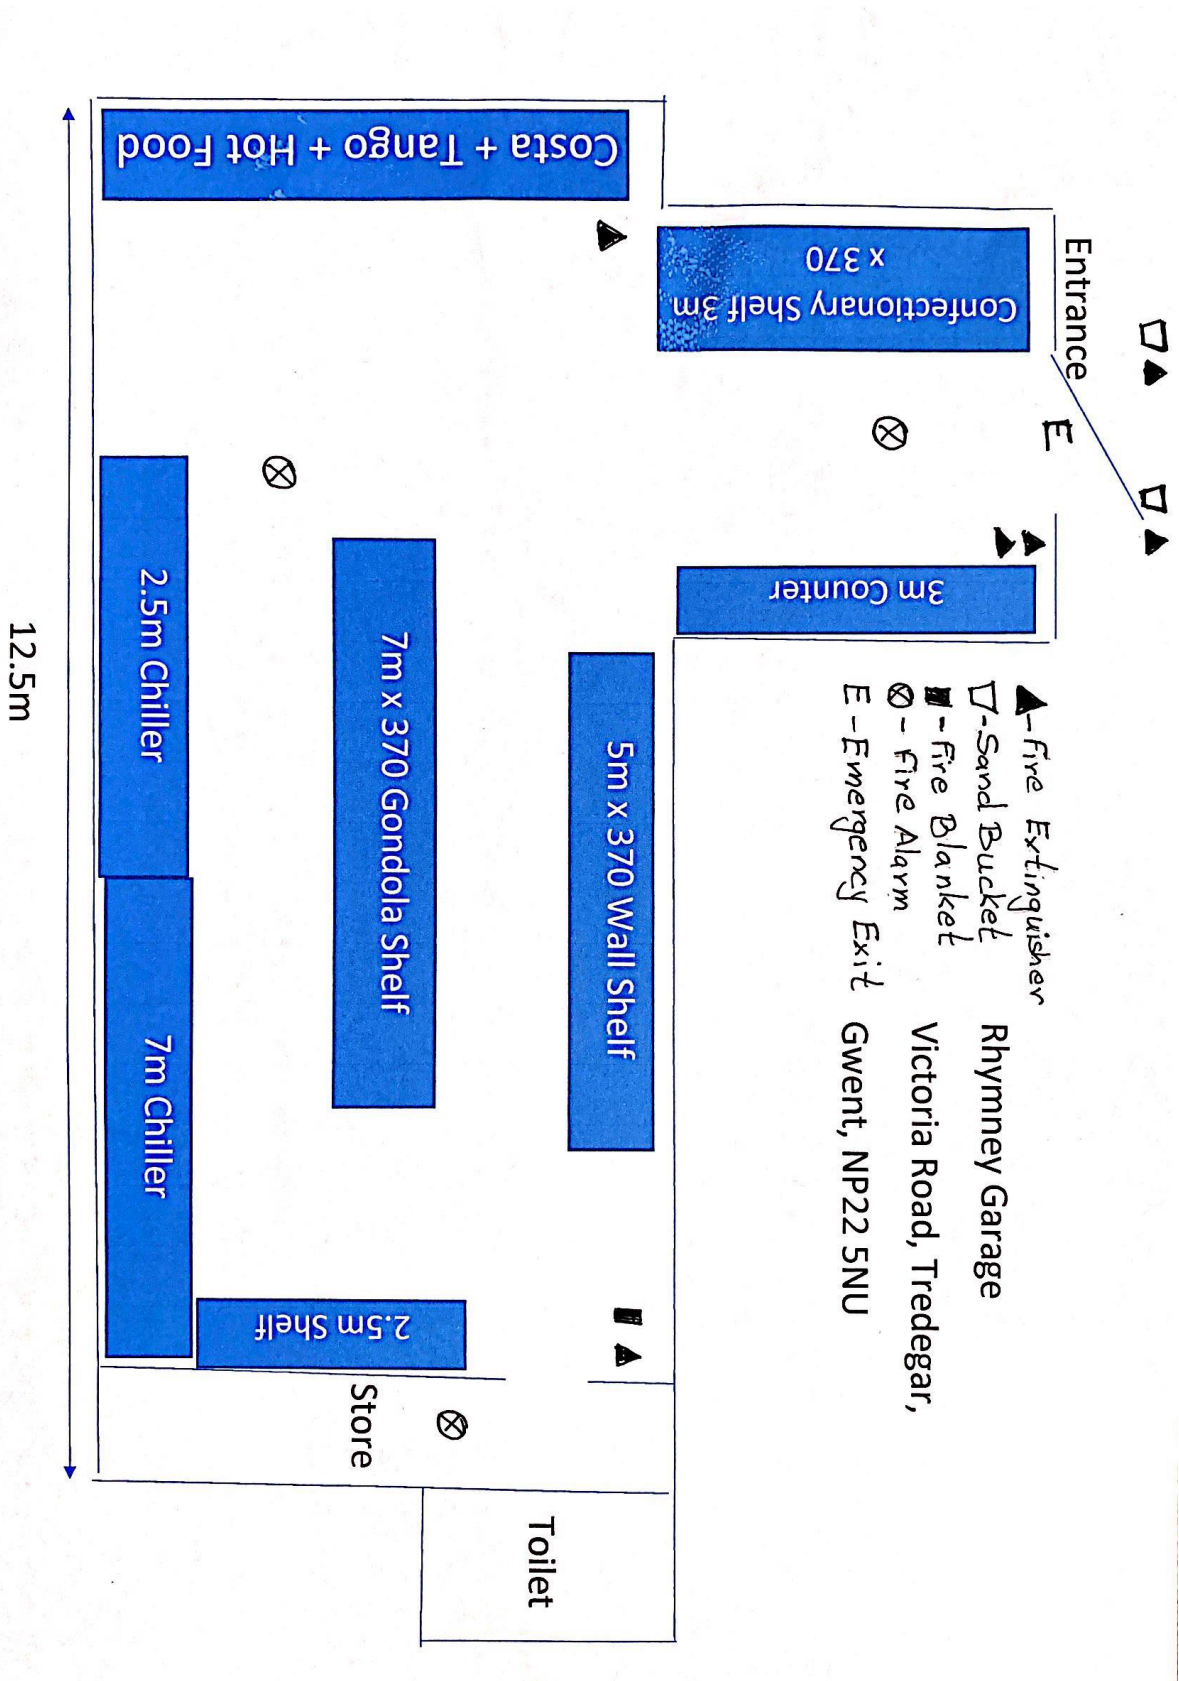 Entrance
E
Costa + Tango + Hot Food
Confectionary Shelf 3m
x 370
3m Counter
▲-Fire Extinguisher
-Sand Bucket
-Fire Blanket
⊗-Fire Alarm
E-Emergency Exit
Rhymney Garage
Victoria Road, Tredegar,
Gwent, NP22 5NU
5m x 370 Wall Shelf
7m x 370 Gondola Shelf
2.5m Chiller
7m Chiller
2.5m Shelf
Store
Toilet
12.5m